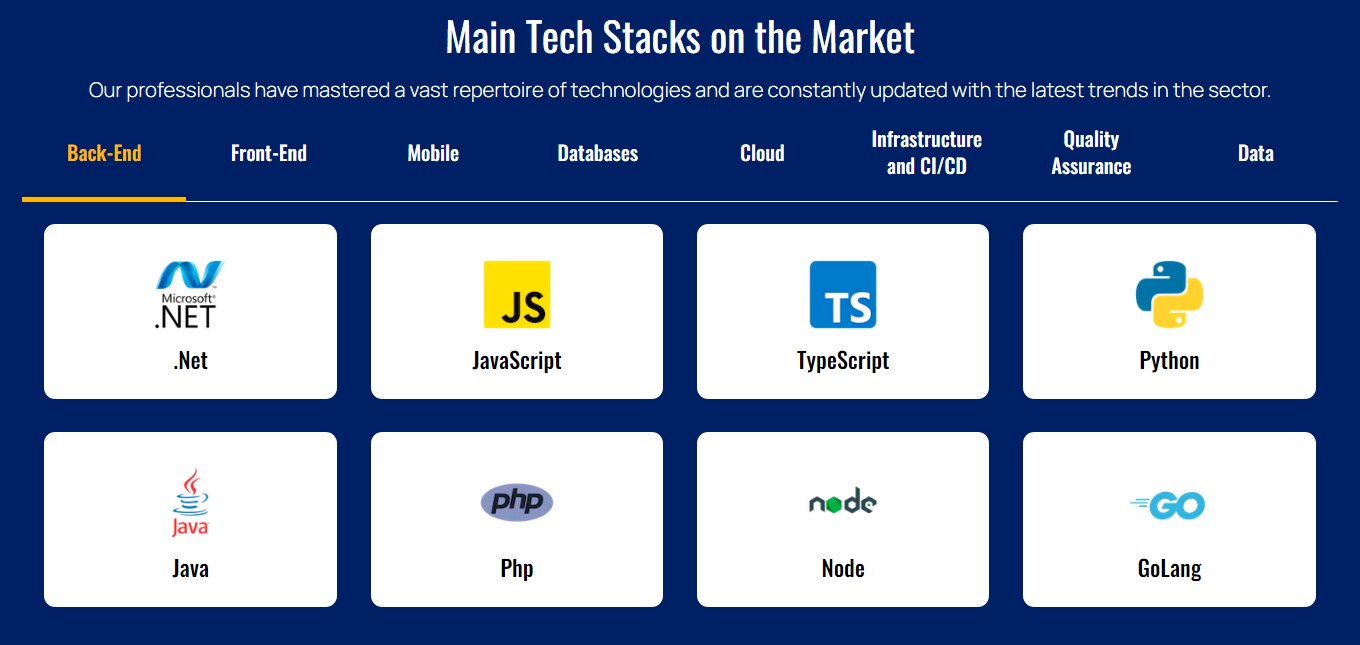 Main Tech Stacks on the Market
Our professionals have mastered a vast repertoire of technologies and are constantly updated with the latest trends in the sector.
Back-End
Front-End
Mobile
Databases
Cloud
Infrastructure
and CI/CD
Quality
Assurance
Data
Microsoft®
.NET
.Net
JS
JavaScript
TS
TypeScript
Python
Java
Java
php
Php
node
Node
GO
GoLang